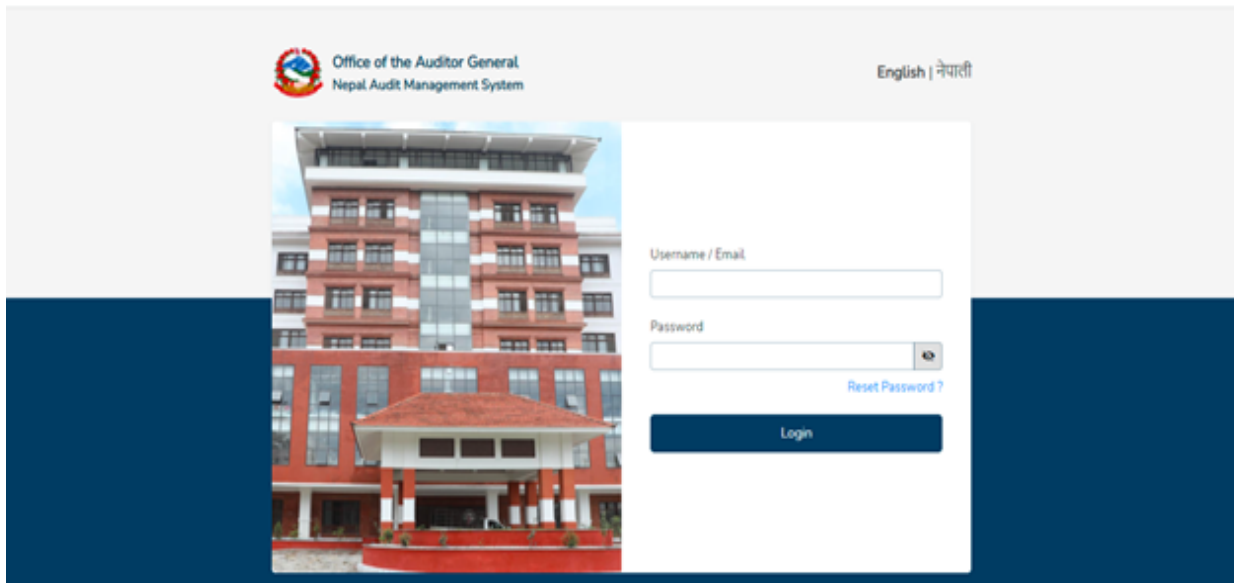 Office of the Auditor General
Nepal Audit Management System
English | नेपाली
Username / Email
Password
Reset Password ?
Login